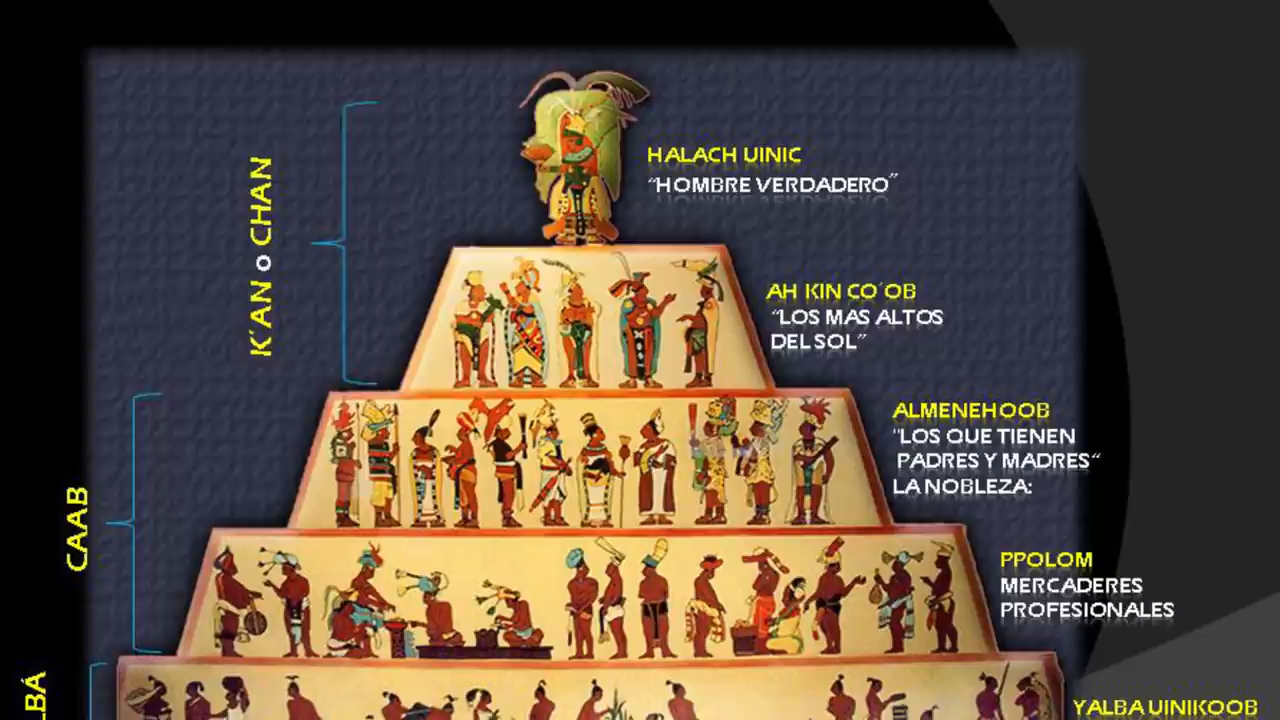 HALACH UINIC
“HOMBRE VERDADERO”
K´AN o CHAN
AH KIN CO´OB
“LOS MAS ALTOS
DEL SOL”
ALMENEHOOB
“LOS QUE TIENEN
PADRES Y MADRES“
LA NOBLEZA:
CAAB
PPOLOM
MERCADERES
PROFESIONALES
YALBA UINIKOOB